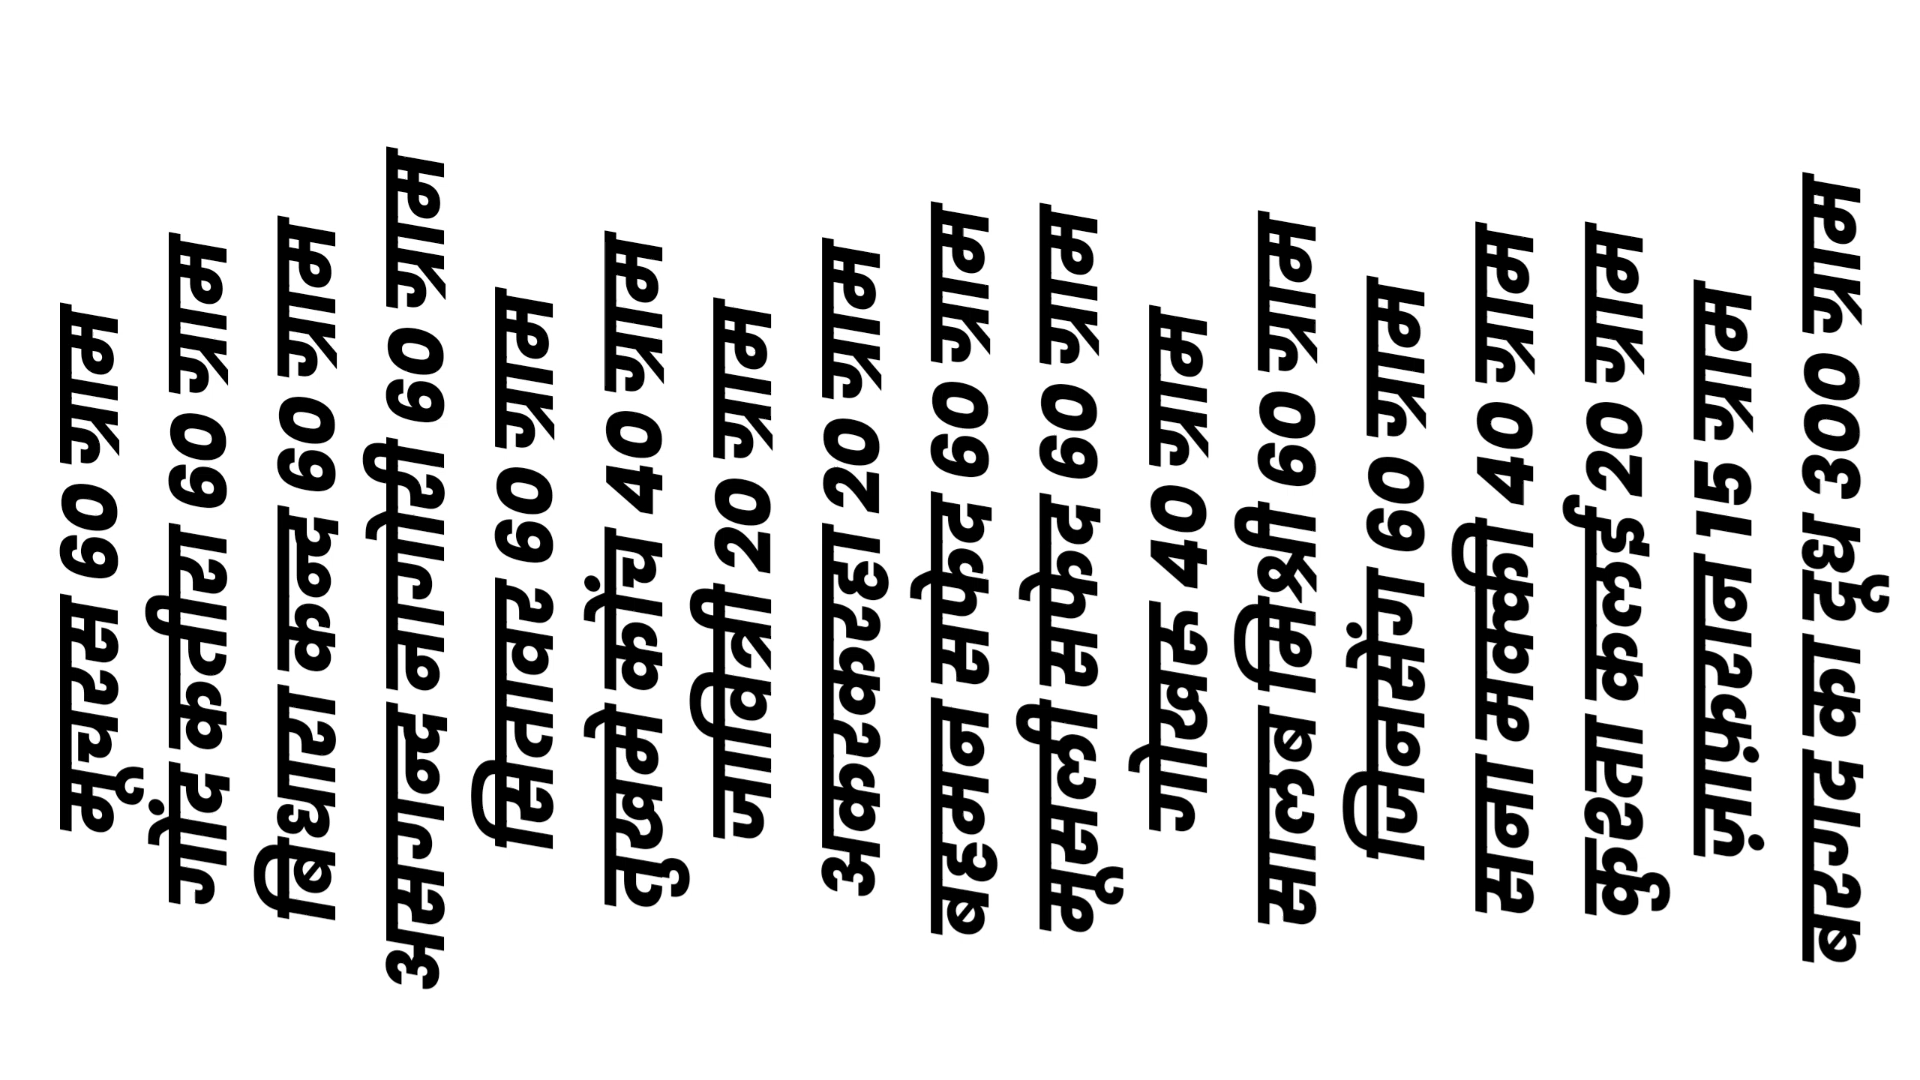 मूचरस 60 ग्राम
गोंद कतीरा 60 ग्राम
बिधारा कन्द 60 ग्राम
असगन्द नागोरी 60 ग्राम
सितावर 60 ग्राम
तुखमे कोंच 40 ग्राम
जावित्री 20 ग्राम
अकरकरहा 20 ग्राम
बहमन सफेद 60 ग्राम
मूसली सफेद 60 ग्राम
गोखरु 40 ग्राम
सालब मिश्री 60 ग्राम
जिनसेंग 60 ग्राम
सना मक्की 40 ग्राम
कुश्ता कलई 20 ग्राम
ज़ाफ़रान 15 ग्राम
बरगद का दूध 300 ग्राम